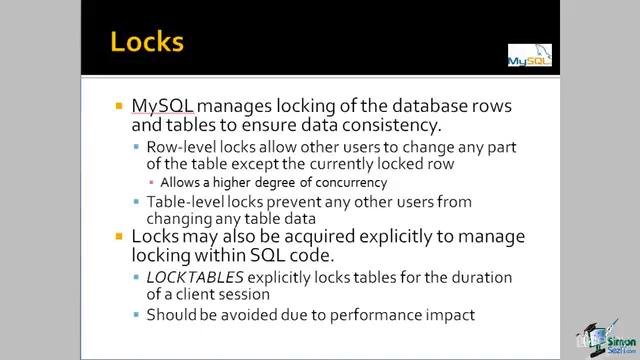 Locks
MySQL
MySQL manages locking of the database rows
and tables to ensure data consistency.
Row-level locks allow other users to change any part
of the table except the currently locked row
Allows a higher degree of concurrency
Table-level locks prevent any other users from
changing any table data
Locks may also be acquired explicitly to manage
locking within SQL code.
LOCK TABLES explicitly locks tables for the duration
of a client session
Should be avoided due to performance impact
Simon